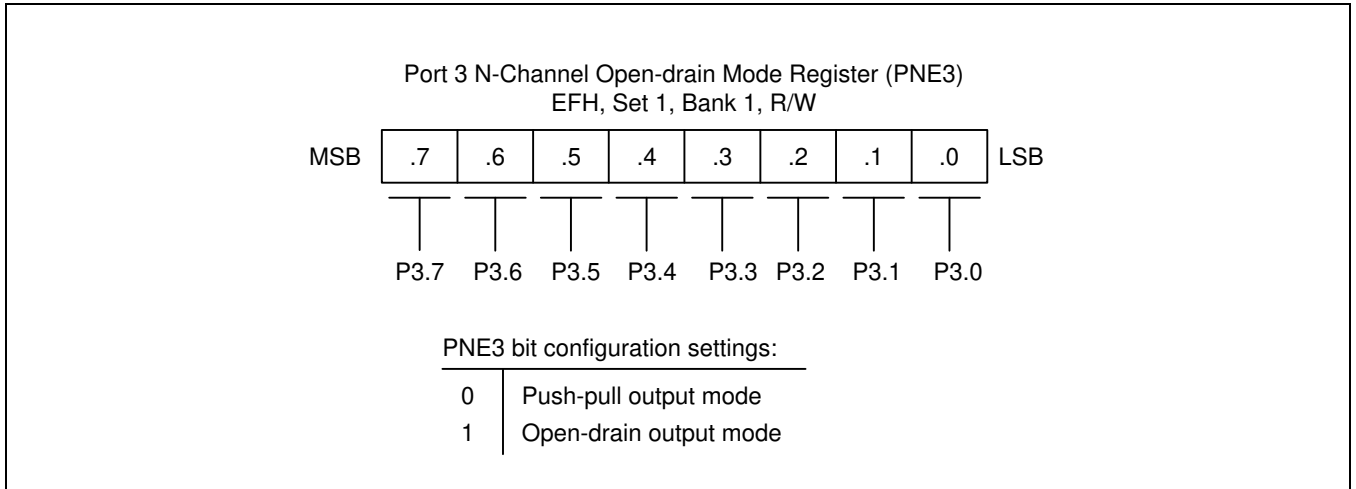 Port 3 N-Channel Open-drain Mode Register (PNE3)
EFH, Set 1, Bank 1, R/W
MSB .7 .6 .5 .4 .3 .2 .1 .0 LSB
P3.7 P3.6 P3.5 P3.4 P3.3 P3.2 P3.1 P3.0
PNE3 bit configuration settings:
0 Push-pull output mode
1 Open-drain output mode